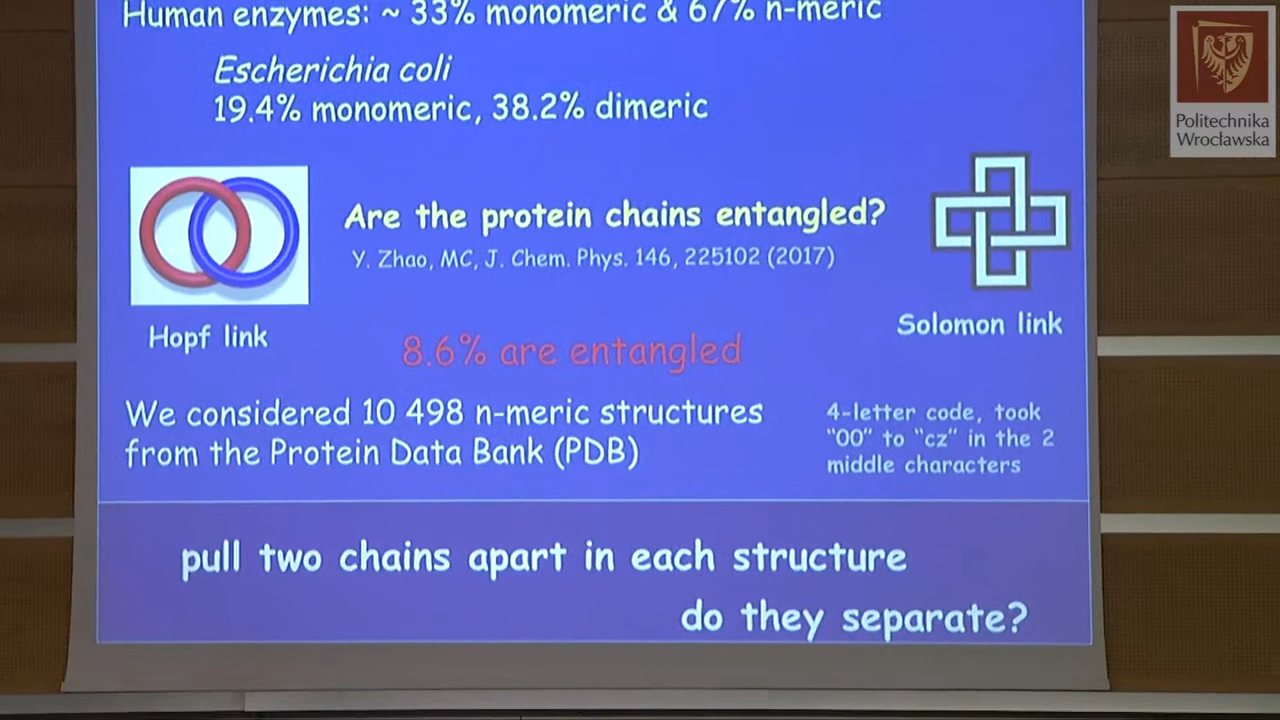 Human enzymes: ~ 33% monomeric & 67% n-meric
Escherichia coli
19.4% monomeric, 38.2% dimeric
Politechnika
Wrocławska
Are the protein chains entangled?
Y. Zhao, MC, J. Chem. Phys. 146, 225102 (2017)
Hopf link
Solomon link
8.6% are entangled
We considered 10 498 n-meric structures
from the Protein Data Bank (PDB)
4-letter code, took
"00" to "cz" in the 2
middle characters
pull two chains apart in each structure
do they separate?